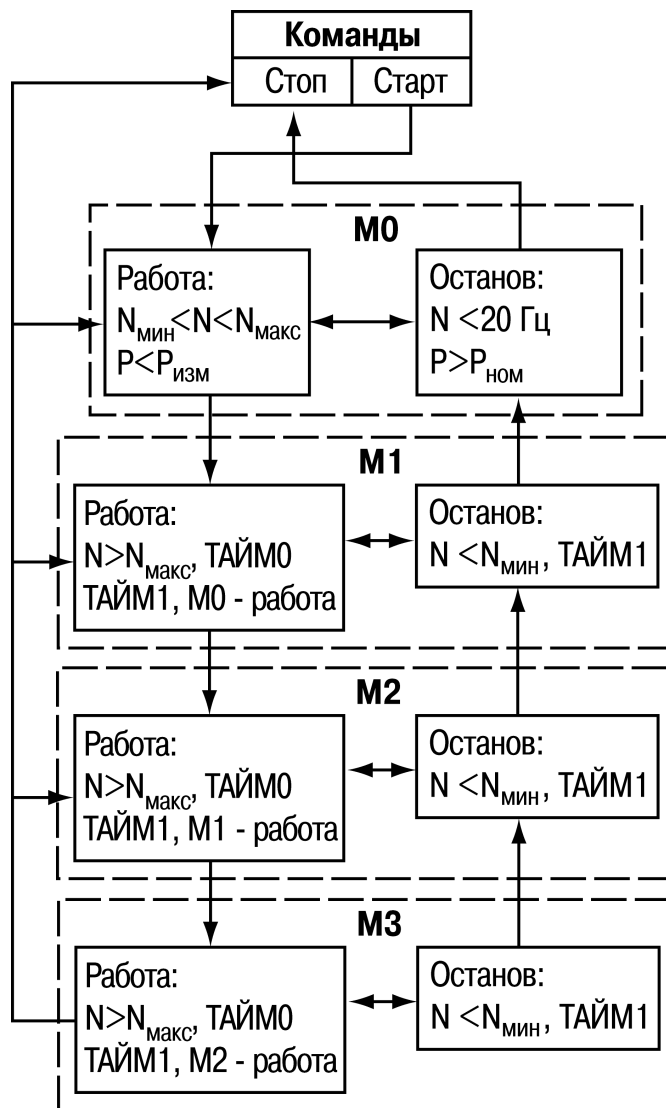 Команды
Стоп Старт
М0
Работа:
Nмин<N<Nмакс
P<Pизм
Останов:
N <20 Гц
P>Pном
М1
Работа:
N>Nмакс, ТАЙМ0
ТАЙМ1, М0 - работа
Останов:
N <Nмин, ТАЙМ1
М2
Работа:
N>Nмакс, ТАЙМ0
ТАЙМ1, М1 - работа
Останов:
N <Nмин, ТАЙМ1
М3
Работа:
N>Nмакс, ТАЙМ0
ТАЙМ1, М2 - работа
Останов:
N <Nмин, ТАЙМ1